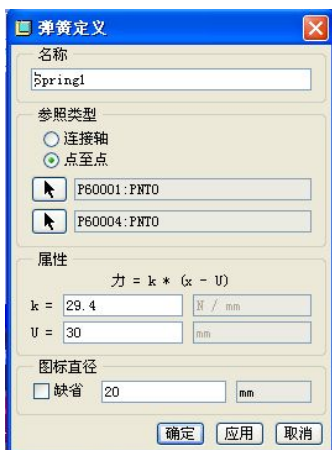 弹簧定义
名称
Spring1
参照类型
连接轴
点至点
P60001:PNT0
P60004:PNT0
属性
力 = k * (x - U)
k = 29.4 N / mm
U = 30 mm
图标直径
缺省 20 mm
确定 应用 取消